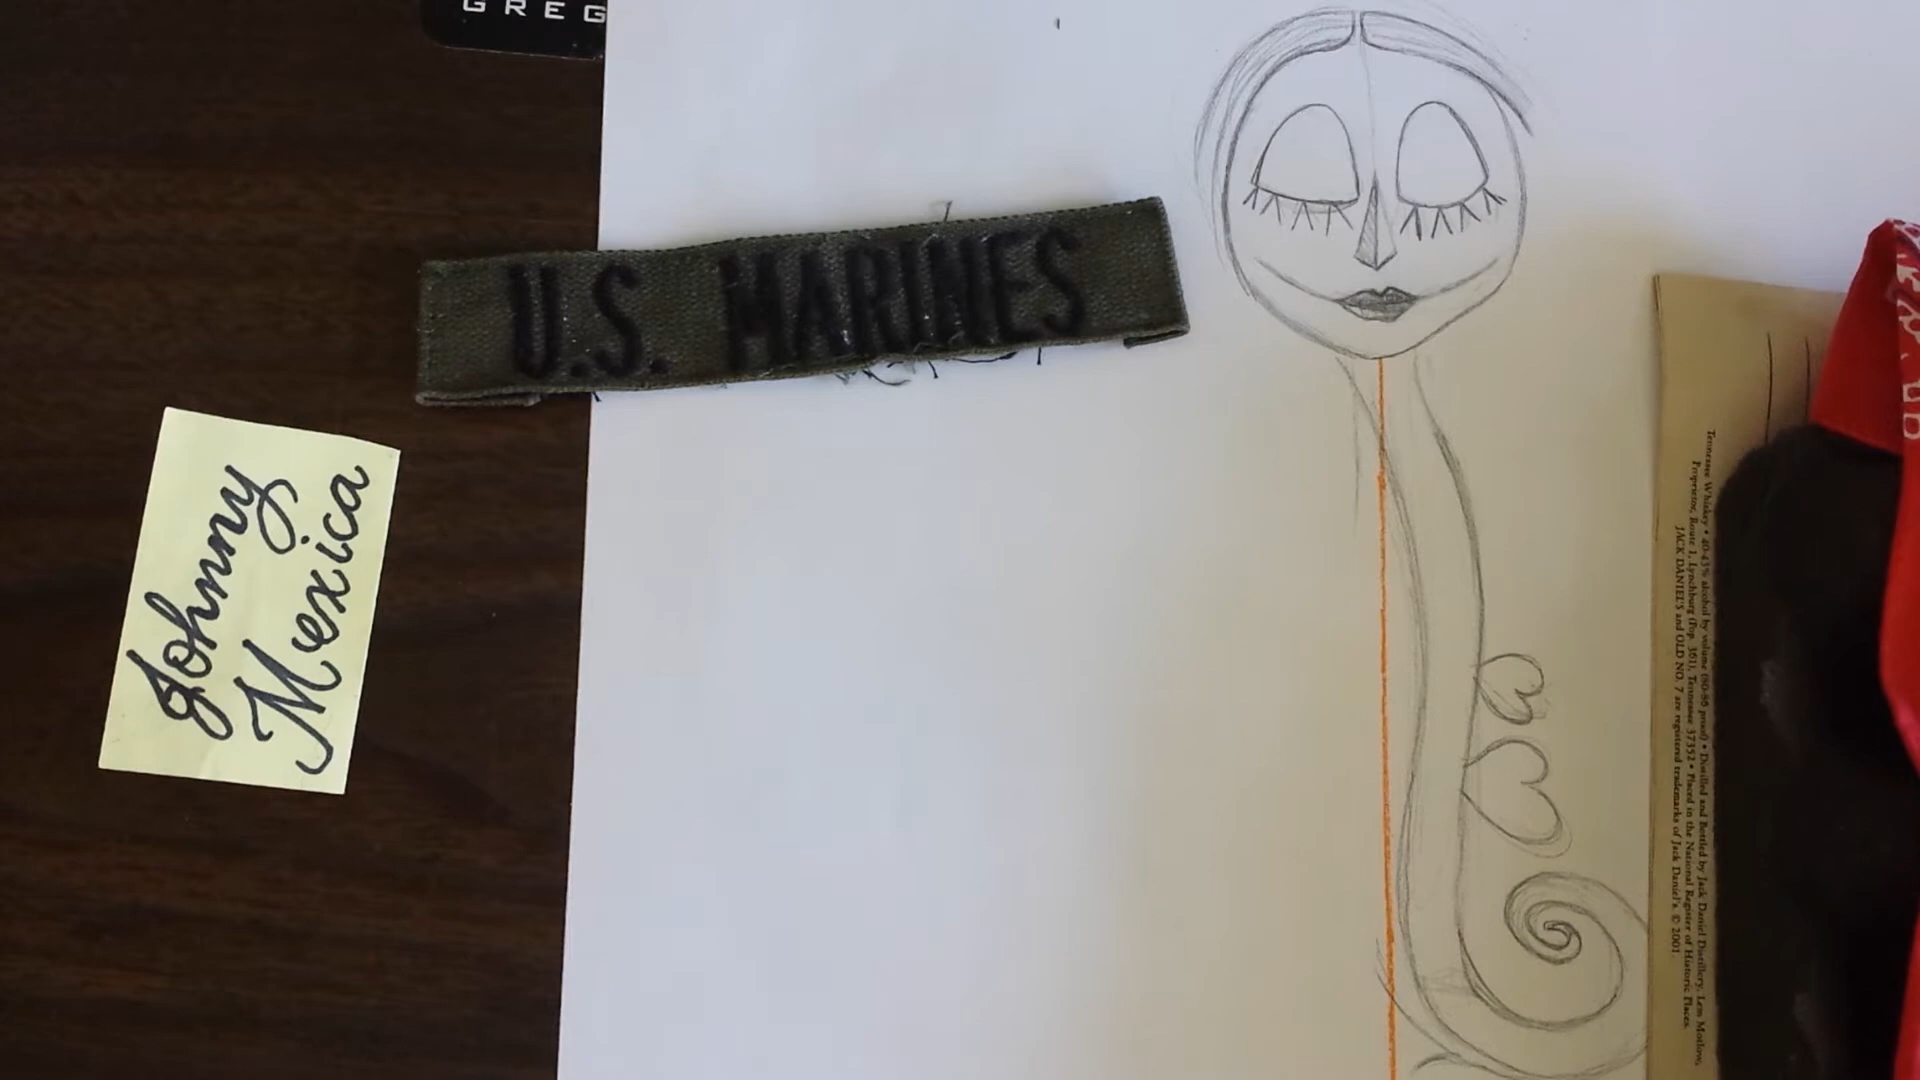 GREG
U.S. MARINES
Johnny
Mexica
Tennessee Whiskey • 40-43% alcohol by volume (80-86 proof) • Distilled and Bottled by Jack Daniel Distillery, Lem Motlow,
Proprietor, Route 1, Lynchburg (Pop. 361), Tennessee 37352 • Placed in the National Register of Historic Places.
JACK DANIEL'S and OLD NO. 7 are registered trademarks of Jack Daniel's. © 2001